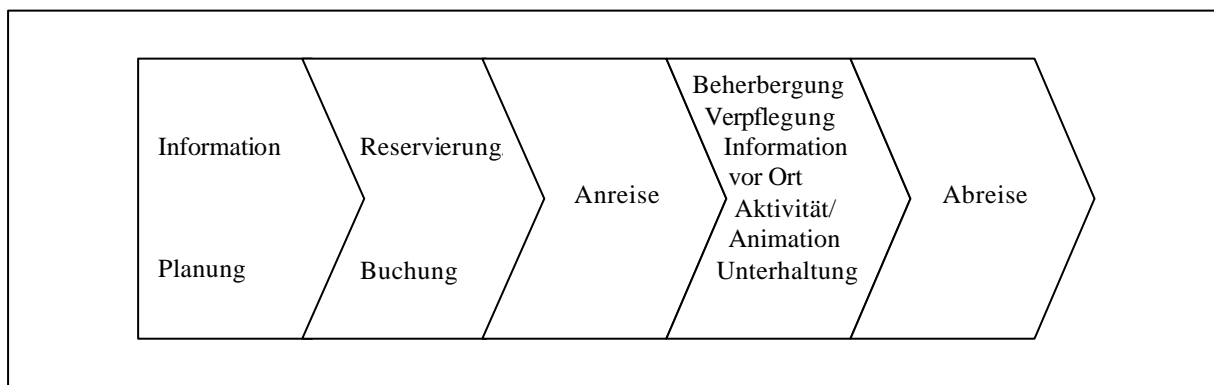 Information
Planung
Reservierung
Buchung
Anreise
Beherbergung
Verpflegung
Information
vor Ort
Aktivität/
Animation
Unterhaltung
Abreise